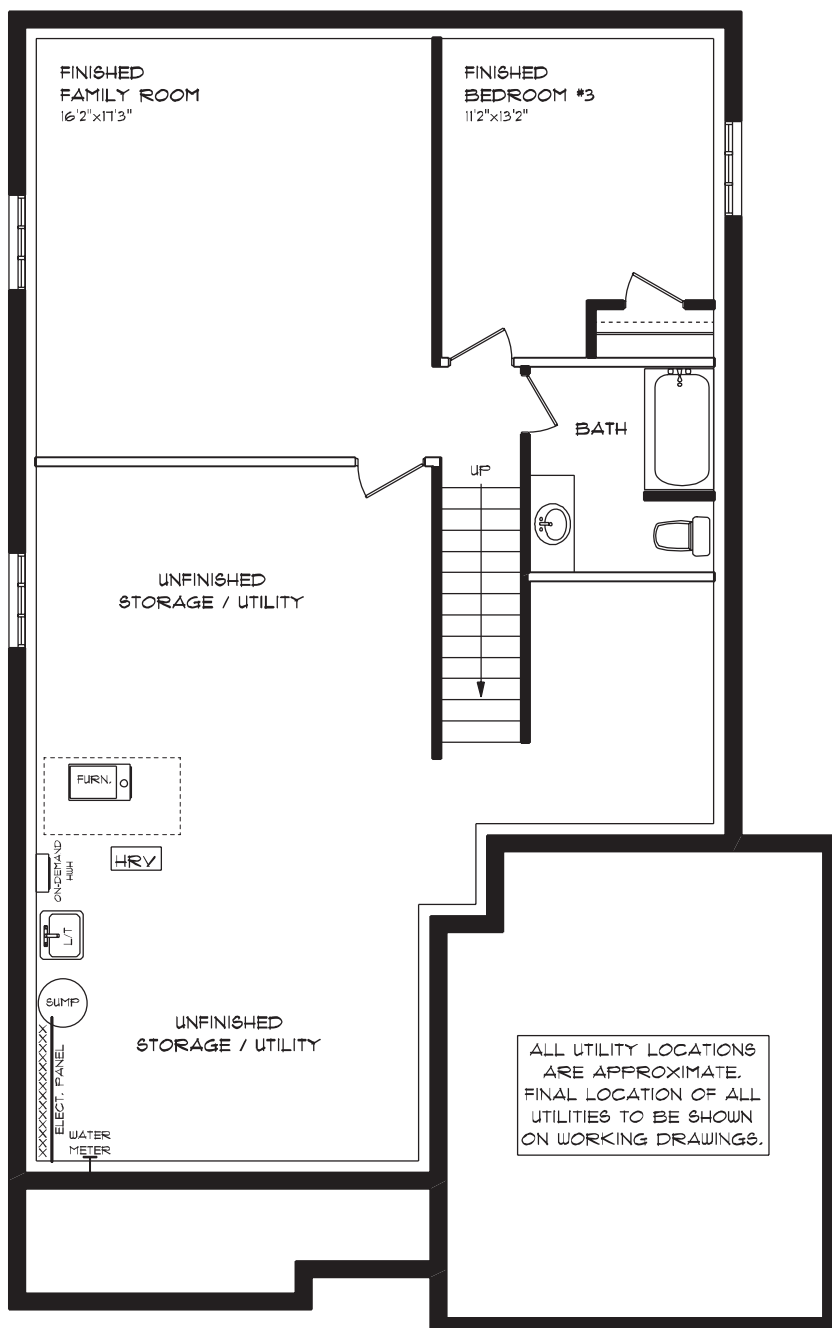 FINISHED
FAMILY ROOM
16'2"x17'3"
FINISHED
BEDROOM #3
11'2"x13'2"
BATH
UP
UNFINISHED
STORAGE / UTILITY
FURN.
HRV
ON-DEMAND
HWH
L/T
SUMP
UNFINISHED
STORAGE / UTILITY
ELECT. PANEL
WATER
METER
ALL UTILITY LOCATIONS
ARE APPROXIMATE.
FINAL LOCATION OF ALL
UTILITIES TO BE SHOWN
ON WORKING DRAWINGS.